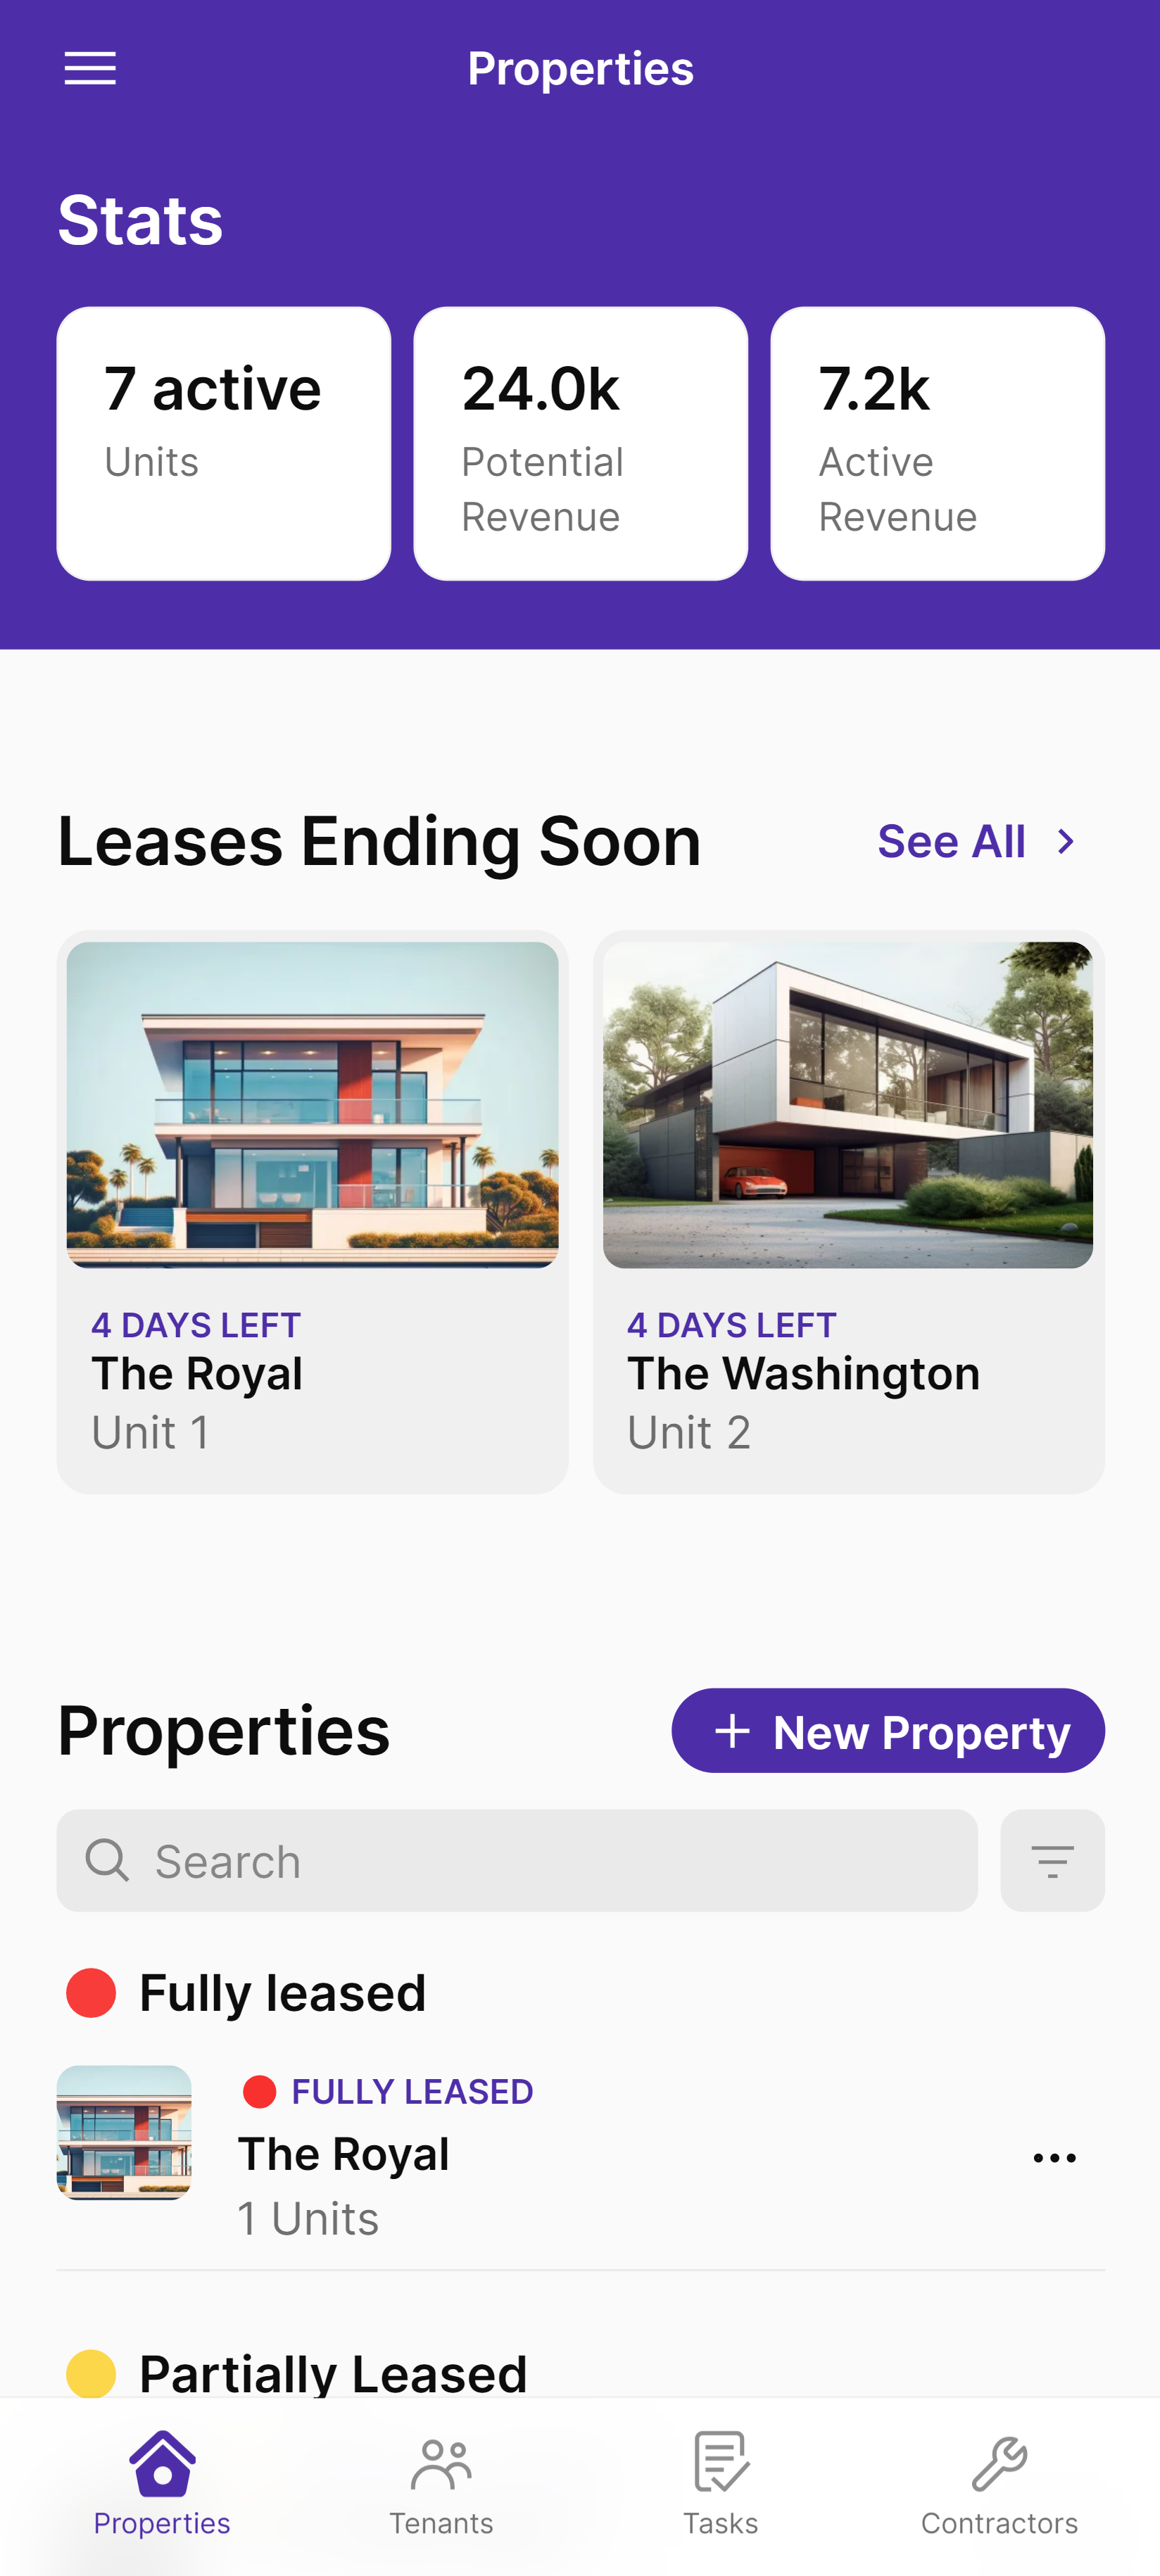 Properties
Stats
7 active
Units
24.0k
Potential
Revenue
7.2k
Active
Revenue
Leases Ending Soon
See All
4 DAYS LEFT
The Royal
Unit 1
4 DAYS LEFT
The Washington
Unit 2
Properties
New Property
Search
Fully leased
FULLY LEASED
The Royal
1 Units
Partially Leased
Properties
Tenants
Tasks
Contractors